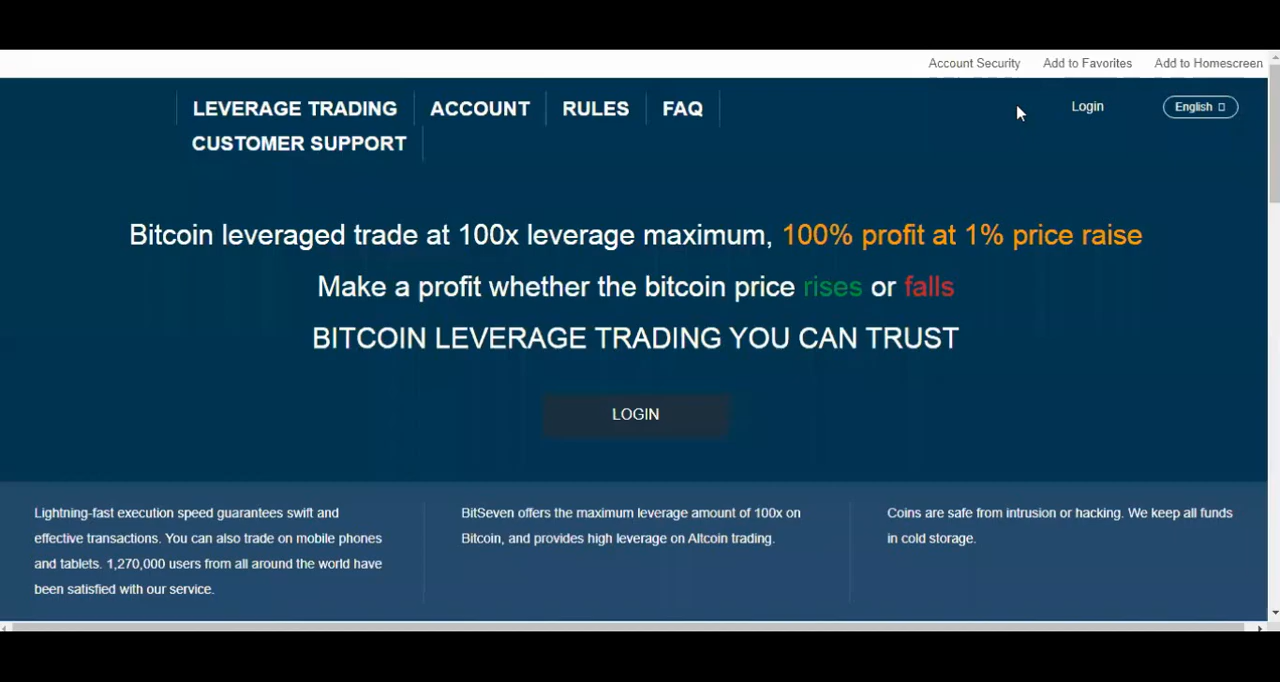 Account Security Add to Favorites Add to Homescreen
LEVERAGE TRADING ACCOUNT RULES FAQ Login English
CUSTOMER SUPPORT
Bitcoin leveraged trade at 100x leverage maximum, 100% profit at 1% price raise
Make a profit whether the bitcoin price rises or falls
BITCOIN LEVERAGE TRADING YOU CAN TRUST
LOGIN
Lightning-fast execution speed guarantees swift and
effective transactions. You can also trade on mobile phones
and tablets. 1,270,000 users from all around the world have
been satisfied with our service.
BitSeven offers the maximum leverage amount of 100x on
Bitcoin, and provides high leverage on Altcoin trading.
Coins are safe from intrusion or hacking. We keep all funds
in cold storage.